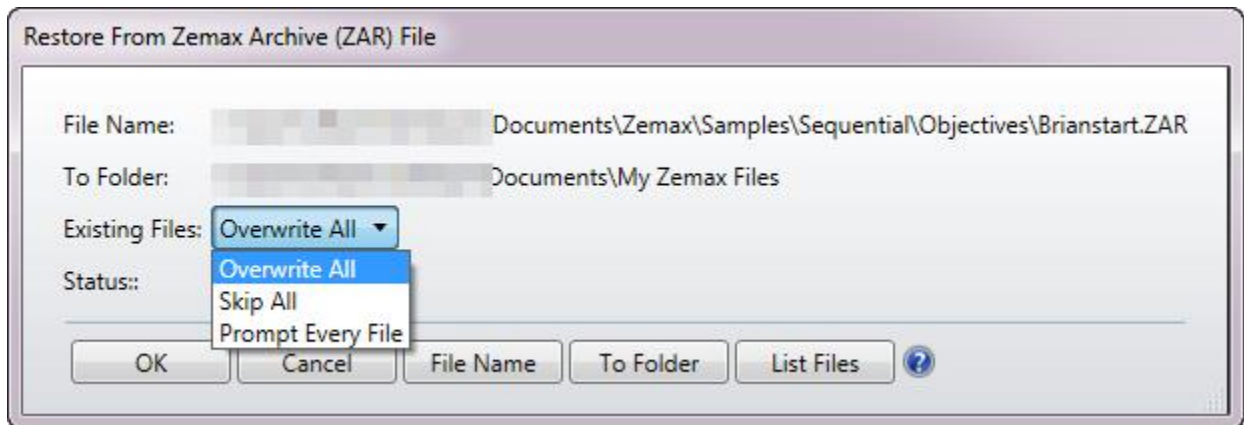 Restore From Zemax Archive (ZAR) File
File Name: Documents\Zemax\Samples\Sequential\Objectives\Brianstart.ZAR
To Folder: Documents\My Zemax Files
Existing Files: Overwrite All
Overwrite All
Status::
Skip All
Prompt Every File
OK Cancel File Name To Folder List Files ?